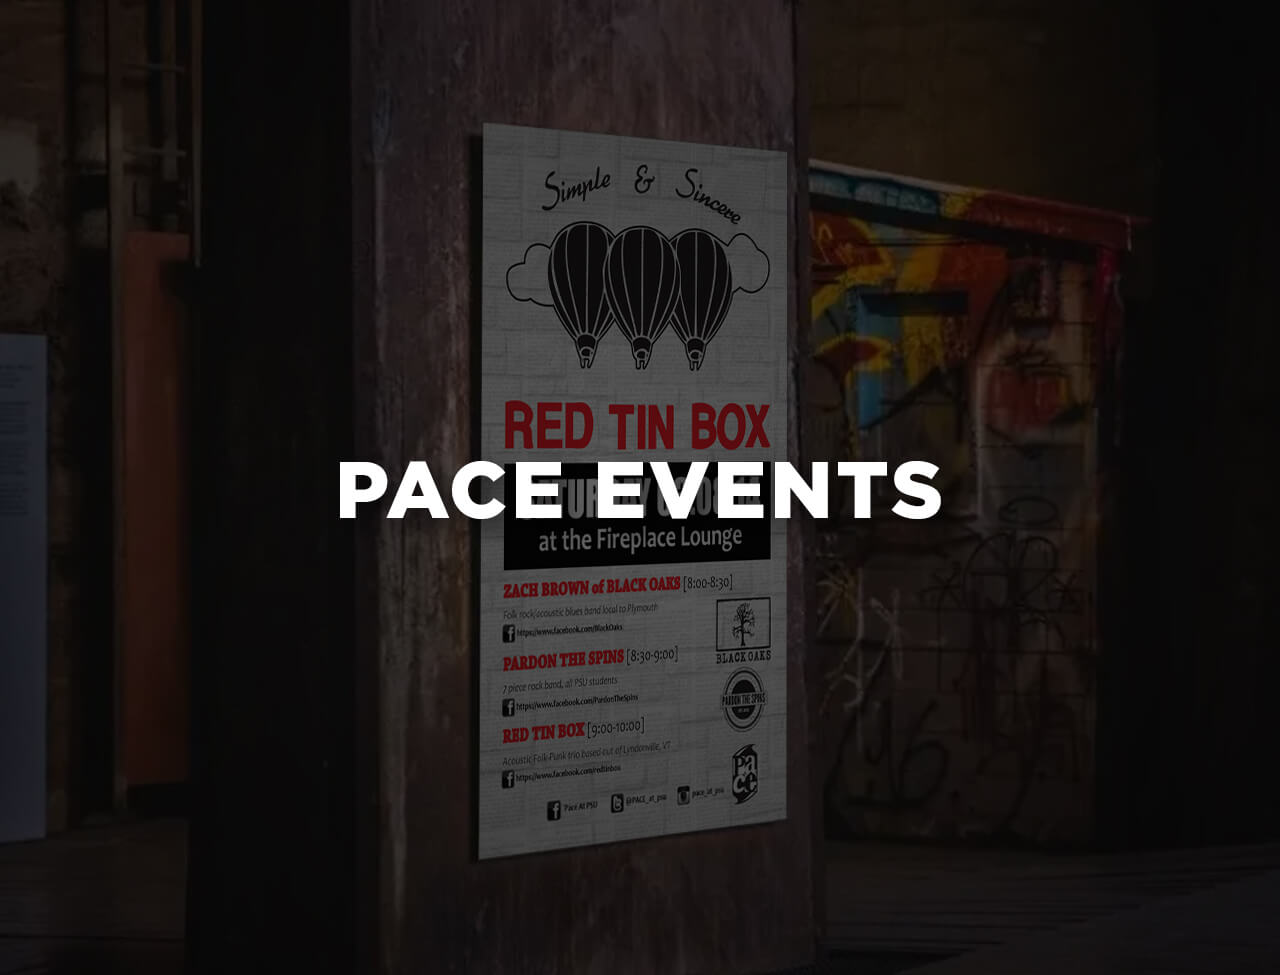 Simple & Sincere
RED TIN BOX
PACE EVENTS
at the Fireplace Lounge
ZACH BROWN of BLACK OAKS [8:00-8:30]
Folk rock/acoustic blues band local to Plymouth
https://www.facebook.com/BlackOaks
BLACK OAKS
PARDON THE SPINS [8:30-9:00]
7 piece rock band, all PSU students
https://www.facebook.com/PardonTheSpins
PARDON THE SPINS
RED TIN BOX [9:00-10:00]
Acoustic Folk-Punk trio based out of Lyndonville, VT
https://www.facebook.com/redtinbox
Pace
Pace At PSU
@PACE_at_psu
pace_at_psu